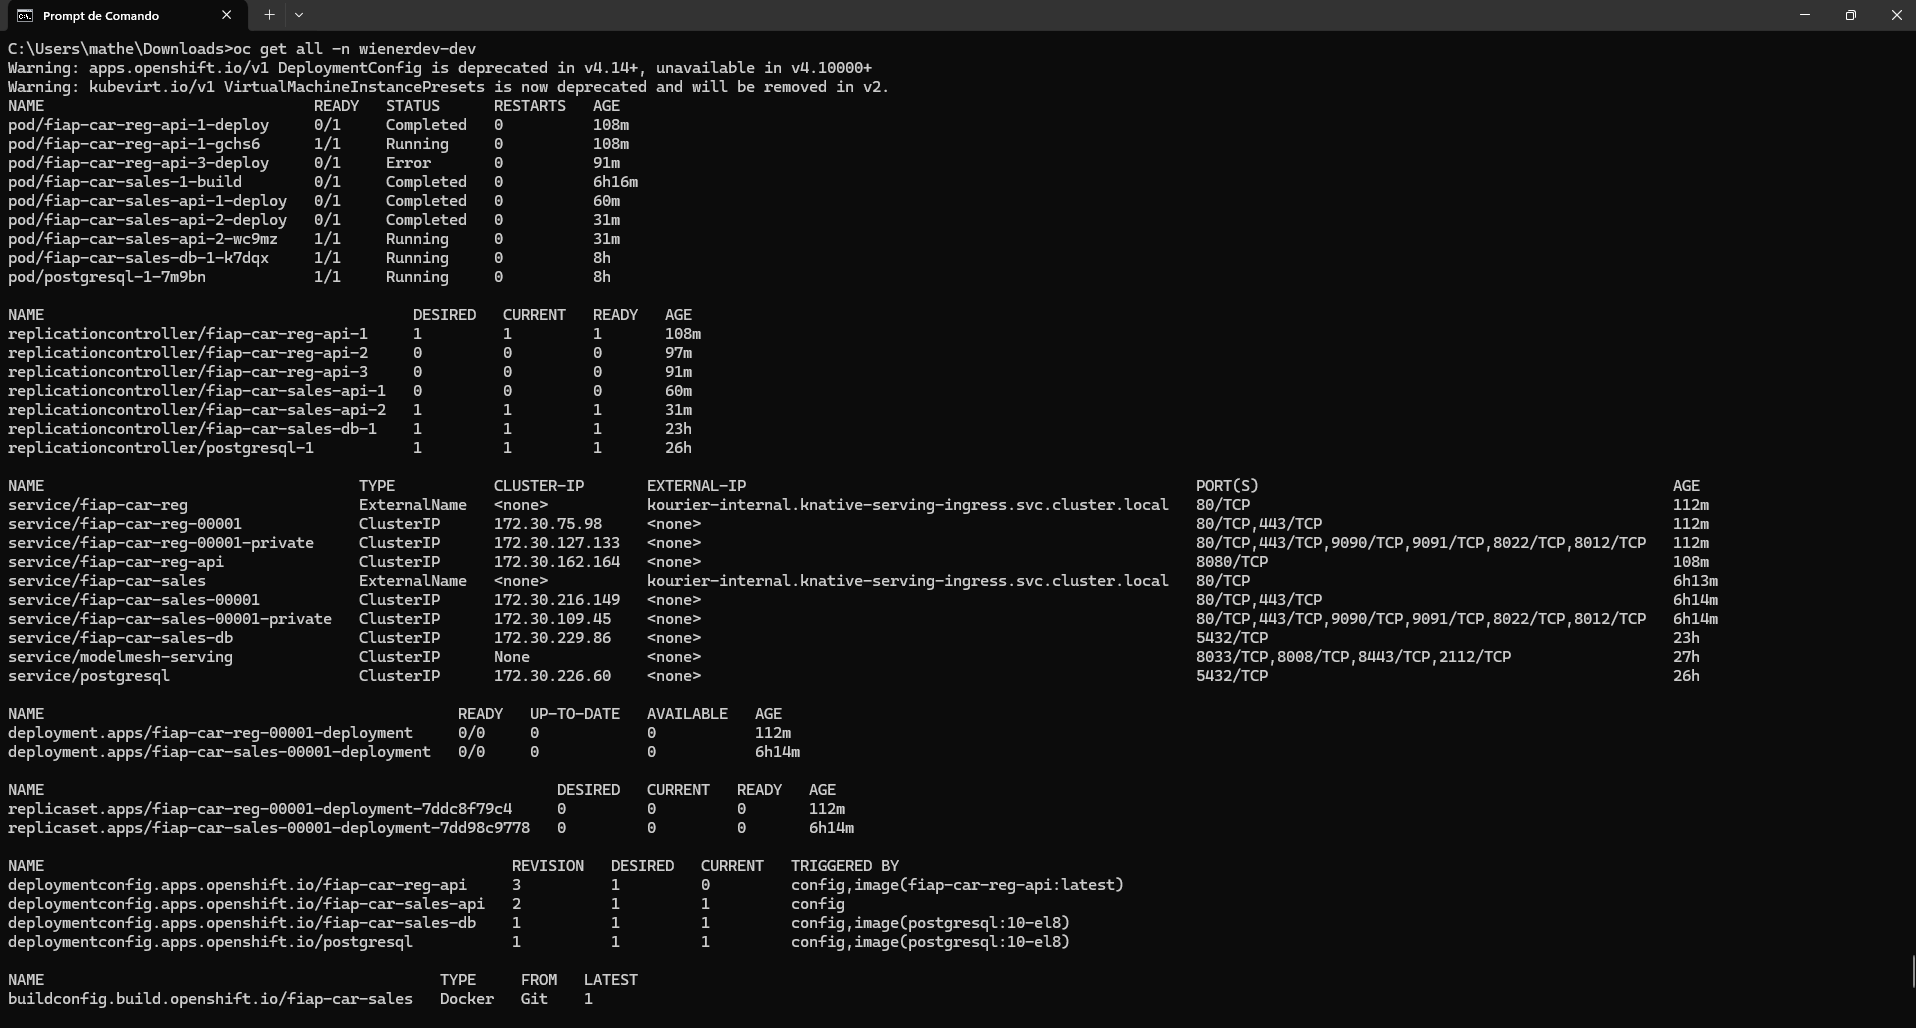 Prompt de Comando
C:\Users\mathe\Downloads>oc get all -n wienerdev-dev
Warning: apps.openshift.io/v1 DeploymentConfig is deprecated in v4.14+, unavailable in v4.10000+
Warning: kubevirt.io/v1 VirtualMachineInstancePresets is now deprecated and will be removed in v2.
NAME READY STATUS RESTARTS AGE
pod/fiap-car-reg-api-1-deploy 0/1 Completed 0 108m
pod/fiap-car-reg-api-1-gchs6 1/1 Running 0 108m
pod/fiap-car-reg-api-3-deploy 0/1 Error 0 91m
pod/fiap-car-sales-1-build 0/1 Completed 0 6h16m
pod/fiap-car-sales-api-1-deploy 0/1 Completed 0 60m
pod/fiap-car-sales-api-2-deploy 0/1 Completed 0 31m
pod/fiap-car-sales-api-2-wc9mz 1/1 Running 0 31m
pod/fiap-car-sales-db-1-k7dqx 1/1 Running 0 8h
pod/postgresql-1-7m9bn 1/1 Running 0 8h
NAME DESIRED CURRENT READY AGE
replicationcontroller/fiap-car-reg-api-1 1 1 1 108m
replicationcontroller/fiap-car-reg-api-2 0 0 0 97m
replicationcontroller/fiap-car-reg-api-3 0 0 0 91m
replicationcontroller/fiap-car-sales-api-1 0 0 0 60m
replicationcontroller/fiap-car-sales-api-2 1 1 1 31m
replicationcontroller/fiap-car-sales-db-1 1 1 1 23h
replicationcontroller/postgresql-1 1 1 1 26h
NAME TYPE CLUSTER-IP EXTERNAL-IP PORT(S) AGE
service/fiap-car-reg ExternalName <none> kourier-internal.knative-serving-ingress.svc.cluster.local 80/TCP 112m
service/fiap-car-reg-00001 ClusterIP 172.30.75.98 <none> 80/TCP,443/TCP 112m
service/fiap-car-reg-00001-private ClusterIP 172.30.127.133 <none> 80/TCP,443/TCP,9090/TCP,9091/TCP,8022/TCP,8012/TCP 112m
service/fiap-car-reg-api ClusterIP 172.30.162.164 <none> 8080/TCP 108m
service/fiap-car-sales ExternalName <none> kourier-internal.knative-serving-ingress.svc.cluster.local 80/TCP 6h13m
service/fiap-car-sales-00001 ClusterIP 172.30.216.149 <none> 80/TCP,443/TCP 6h14m
service/fiap-car-sales-00001-private ClusterIP 172.30.109.45 <none> 80/TCP,443/TCP,9090/TCP,9091/TCP,8022/TCP,8012/TCP 6h14m
service/fiap-car-sales-db ClusterIP 172.30.229.86 <none> 5432/TCP 23h
service/modelmesh-serving ClusterIP None <none> 8033/TCP,8008/TCP,8443/TCP,2112/TCP 27h
service/postgresql ClusterIP 172.30.226.60 <none> 5432/TCP 26h
NAME READY UP-TO-DATE AVAILABLE AGE
deployment.apps/fiap-car-reg-00001-deployment 0/0 0 0 112m
deployment.apps/fiap-car-sales-00001-deployment 0/0 0 0 6h14m
NAME DESIRED CURRENT READY AGE
replicaset.apps/fiap-car-reg-00001-deployment-7ddc8f79c4 0 0 0 112m
replicaset.apps/fiap-car-sales-00001-deployment-7dd98c9778 0 0 0 6h14m
NAME REVISION DESIRED CURRENT TRIGGERED BY
deploymentconfig.apps.openshift.io/fiap-car-reg-api 3 1 0 config,image(fiap-car-reg-api:latest)
deploymentconfig.apps.openshift.io/fiap-car-sales-api 2 1 1 config
deploymentconfig.apps.openshift.io/fiap-car-sales-db 1 1 1 config,image(postgresql:10-el8)
deploymentconfig.apps.openshift.io/postgresql 1 1 1 config,image(postgresql:10-el8)
NAME TYPE FROM LATEST
buildconfig.build.openshift.io/fiap-car-sales Docker Git 1